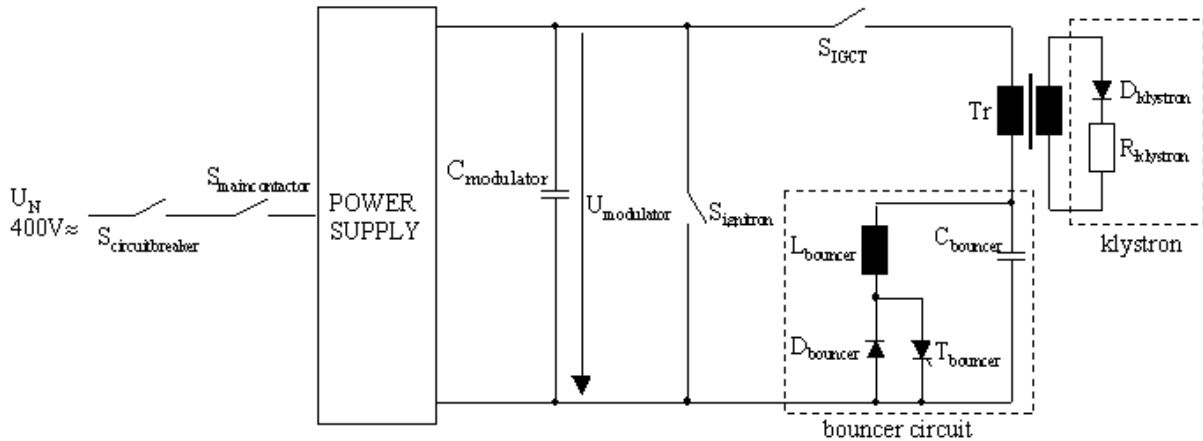 S_IGCT
D_klystron
Tr
R_klystron
S_maincontactor
C_modulator
U_N
400V≈
POWER
SUPPLY
U_modulator
S_ignitron
S_circuitbreaker
L_bouncer
C_bouncer
klystron
D_bouncer
T_bouncer
bouncer circuit